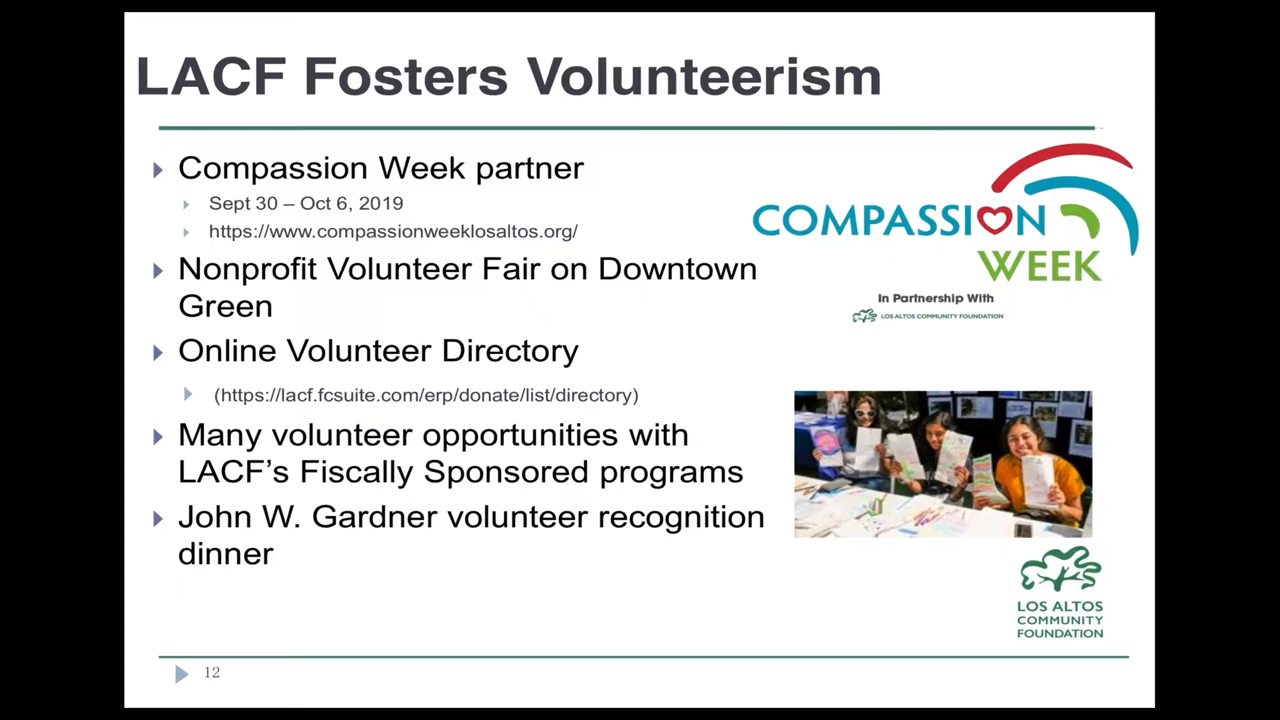 LACF Fosters Volunteerism
Compassion Week partner
Sept 30 – Oct 6, 2019
https://www.compassionweeklosaltos.org/
Nonprofit Volunteer Fair on Downtown
Green
Online Volunteer Directory
(https://lacf.fcsuite.com/erp/donate/list/directory)
Many volunteer opportunities with
LACF’s Fiscally Sponsored programs
John W. Gardner volunteer recognition
dinner
COMPASSION
WEEK
In Partnership With
LOS ALTOS COMMUNITY FOUNDATION
LOS ALTOS
COMMUNITY
FOUNDATION
12